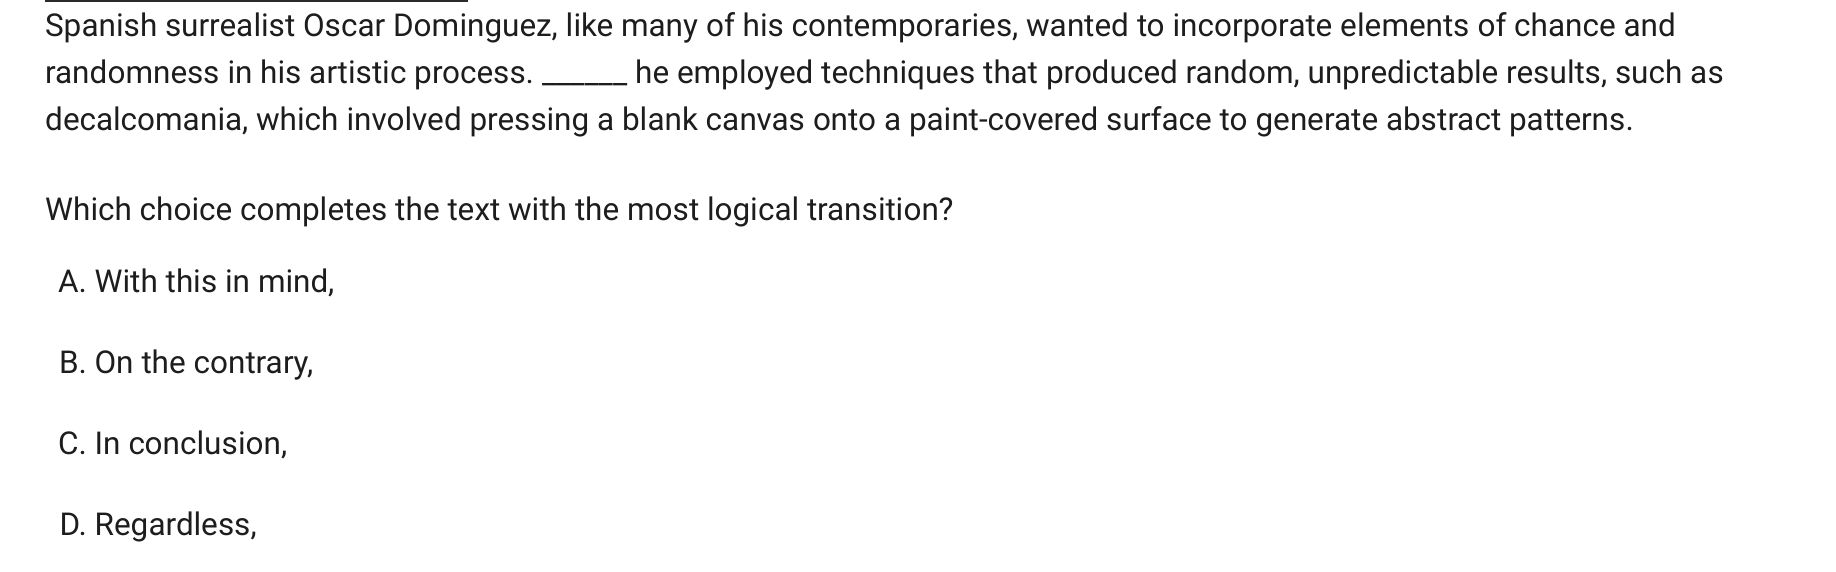 Spanish surrealist Oscar Dominguez, like many of his contemporaries, wanted to incorporate elements of chance and
randomness in his artistic process. ______ he employed techniques that produced random, unpredictable results, such as
decalcomania, which involved pressing a blank canvas onto a paint-covered surface to generate abstract patterns.
Which choice completes the text with the most logical transition?
A. With this in mind,
B. On the contrary,
C. In conclusion,
D. Regardless,